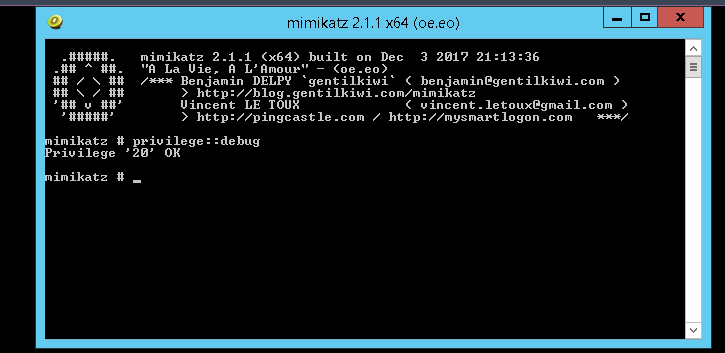 mimikatz 2.1.1 x64 (oe.eo)
.#####.   mimikatz 2.1.1 (x64) built on Dec  3 2017 21:13:36
.## ^ ##.  "A La Vie, A L'Amour" - (oe.eo)
## / \ ##  /*** Benjamin DELPY `gentilkiwi` ( benjamin@gentilkiwi.com )
## \ / ##       > http://blog.gentilkiwi.com/mimikatz
'## v ##'       Vincent LE TOUX             ( vincent.letoux@gmail.com )
'#####'        > http://pingcastle.com / http://mysmartlogon.com   ***/
mimikatz # privilege::debug
Privilege '20' OK
mimikatz # _